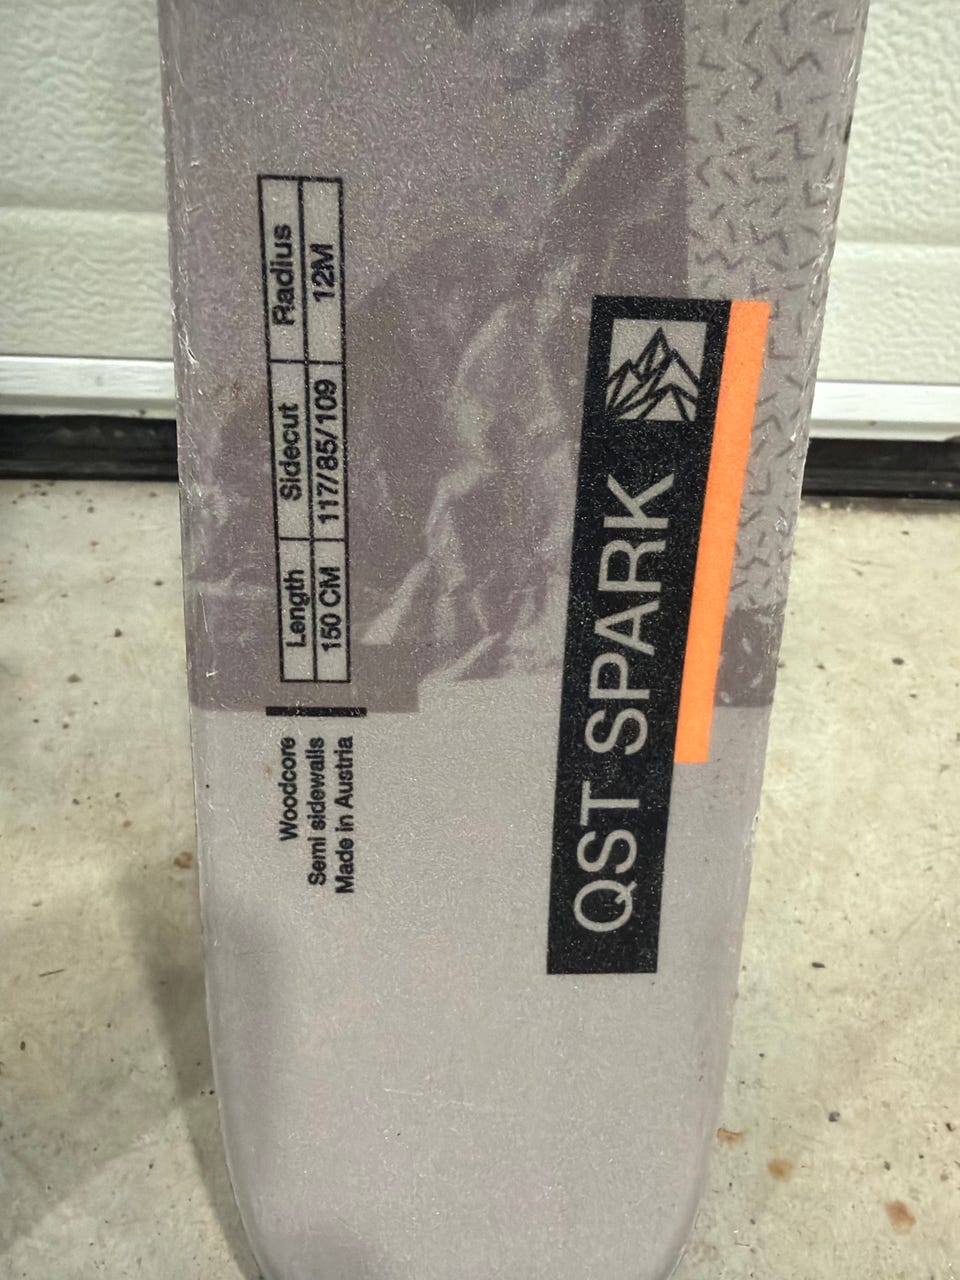 Length Sidecut Radius
150 CM 117/85/109 12M
Woodcore
Semi sidewalls
Made in Austria
QST SPARK